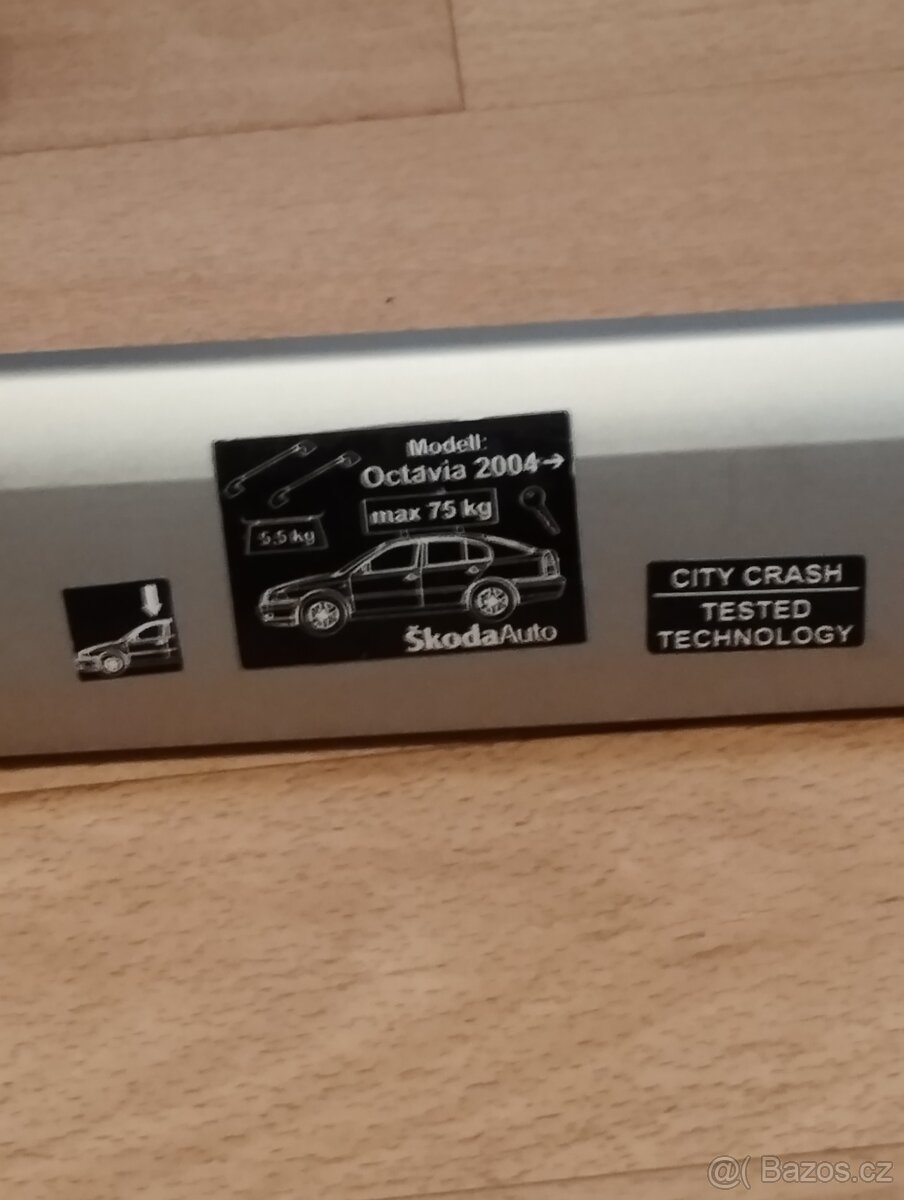 Modell:
Octavia 2004→
max 75 kg
5.5 kg
ŠkodaAuto
CITY CRASH
TESTED
TECHNOLOGY
@( Bazos.cz